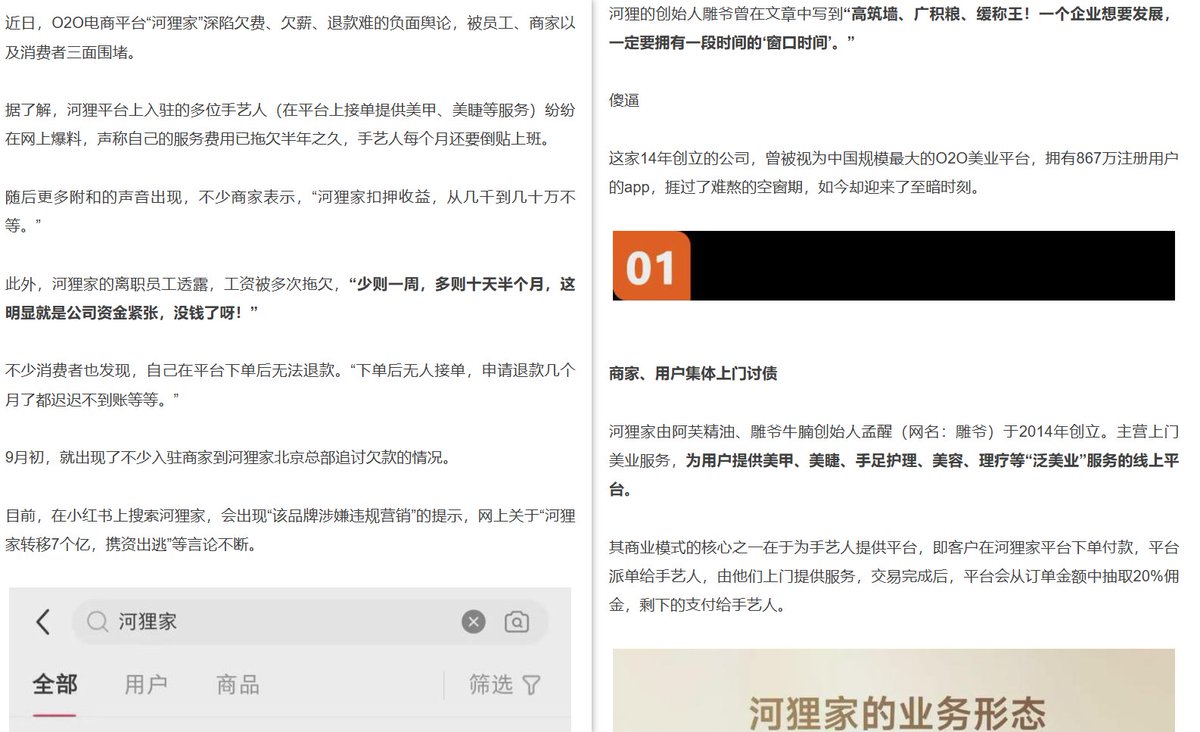 近日，O2O电商平台“河狸家”深陷欠费、欠薪、退款难的负面舆论，被员工、商家以
及消费者三面围堵。
据了解，河狸平台上入驻的多位手艺人（在平台上接单提供美甲、美睫等服务）纷纷
在网上爆料，声称自己的服务费用已拖欠半年之久，手艺人每个月还要倒贴上班。
随后更多附和的声音出现，不少商家表示，“河狸家扣押收益，从几千到几十万不
等。”
此外，河狸家的离职员工透露，工资被多次拖欠，“少则一周，多则十天半个月，这
明显就是公司资金紧张，没钱了呀！”
不少消费者也发现，自己在平台下单后无法退款。“下单后无人接单，申请退款几个
月了都迟迟不到账等等。”
9月初，就出现了不少入驻商家到河狸家北京总部追讨欠款的情况。
目前，在小红书上搜索河狸家，会出现“该品牌涉嫌违规营销”的提示，网上关于“河狸
家转移7个亿，携资出逃”等言论不断。
河狸家
全部 用户 商品 筛选
河狸的创始人雕爷曾在文章中写到“高筑墙、广积粮、缓称王！一个企业想要发展，
一定要拥有一段时间的‘窗口时间’。”
傻逼
这家14年创立的公司，曾被视为中国规模最大的O2O美业平台，拥有867万注册用户
的app，捱过了难熬的空窗期，如今却迎来了至暗时刻。
01
商家、用户集体上门讨债
河狸家由阿芙精油、雕爷牛腩创始人孟醒（网名：雕爷）于2014年创立。主营上门
美业服务，为用户提供美甲、美睫、手足护理、美容、理疗等“泛美业”服务的线上平
台。
其商业模式的核心之一在于为手艺人提供平台，即客户在河狸家平台下单付款，平台
派单给手艺人，由他们上门提供服务，交易完成后，平台会从订单金额中抽取20%佣
金，剩下的支付给手艺人。
河狸家的业务形态